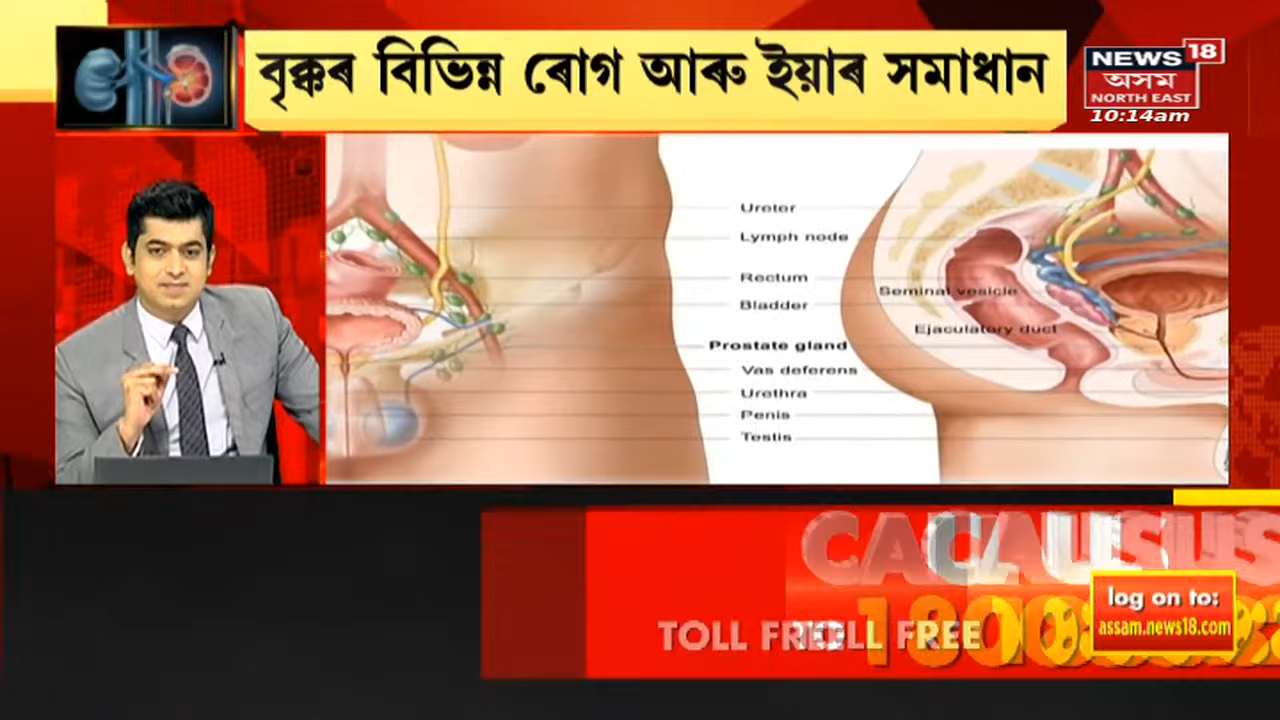 বৃক্কৰ বিভিন্ন ৰোগ আৰু ইয়াৰ সমাধান
NEWS 18
অসম
NORTH EAST
10:14am
Ureter
Lymph node
Rectum
Seminal vesicle
Bladder
Ejaculatory duct
Prostate gland
Vas deferens
Urethra
Penis
Testis
TOLL FREE
log on to:
assam.news18.com